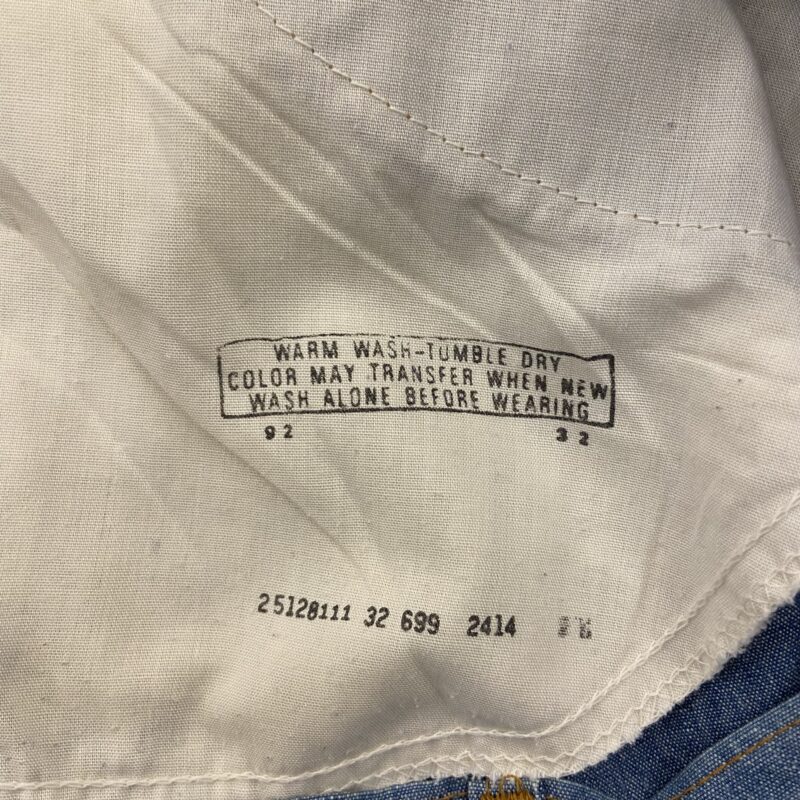 WARM WASH-TUMBLE DRY
COLOR MAY TRANSFER WHEN NEW
WASH ALONE BEFORE WEARING
92 32
25128111 32 699 2414